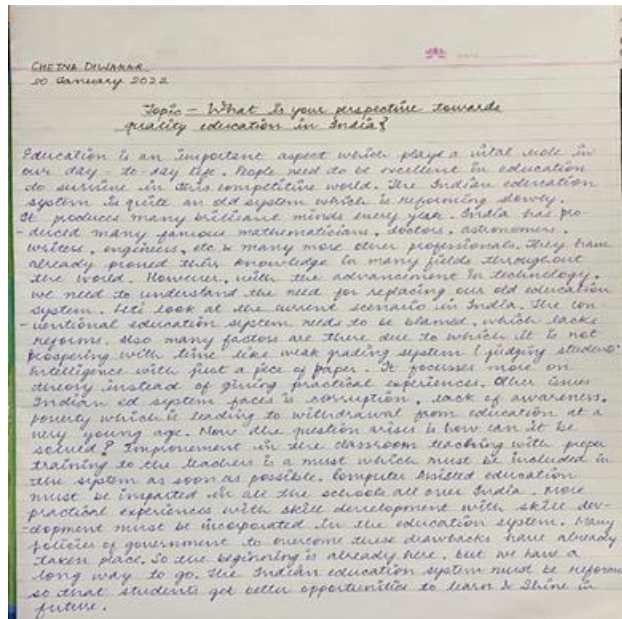 CHETNA DIWAKAR
20 January 2022
Topic - What is your perspective towards
quality education in India?
Education is an important aspect which plays a vital role in
our day - to - day life. People need to be excellent in education
to survive in this competitive world. The Indian education
system is quite an old system which is reforming slowly.
It produces many brilliant minds every year. India has pro
-duced many famous mathematicians, doctors, astronomers,
writers, engineers, etc & many more other professionals. They have
already proved their knowledge in many fields throughout
the world. However, with the advancement in technology,
we need to understand the need for replacing our old education
system. Let's look at the current scenario in India. The con
-ventional education system needs to be blamed, which lacks
reforms. Also many factors are there due to which it is not
prospering with time like weak grading system (judging students'
intelligence with just a piece of paper. It focusses more on
theory instead of giving practical experiences. Other issues
Indian ed system faces is corruption, lack of awareness,
poverty which is leading to withdrawal from education at a
very young age. Now the question arises is how can it be
solved? Improvement in the classroom teaching with proper
training to the teachers is a must which must be included in
the system as soon as possible. Computer Assisted education
must be imparted in all the schools all over India. More
practical experiences with skill development with skill dev-
-elopment must be incorporated in the education system. Many
policies of government to overcome these drawbacks have already
taken place. So the beginning is already here, but we have a
long way to go. The Indian education system must be reform
so that students get better opportunities to learn & Shine in
future.